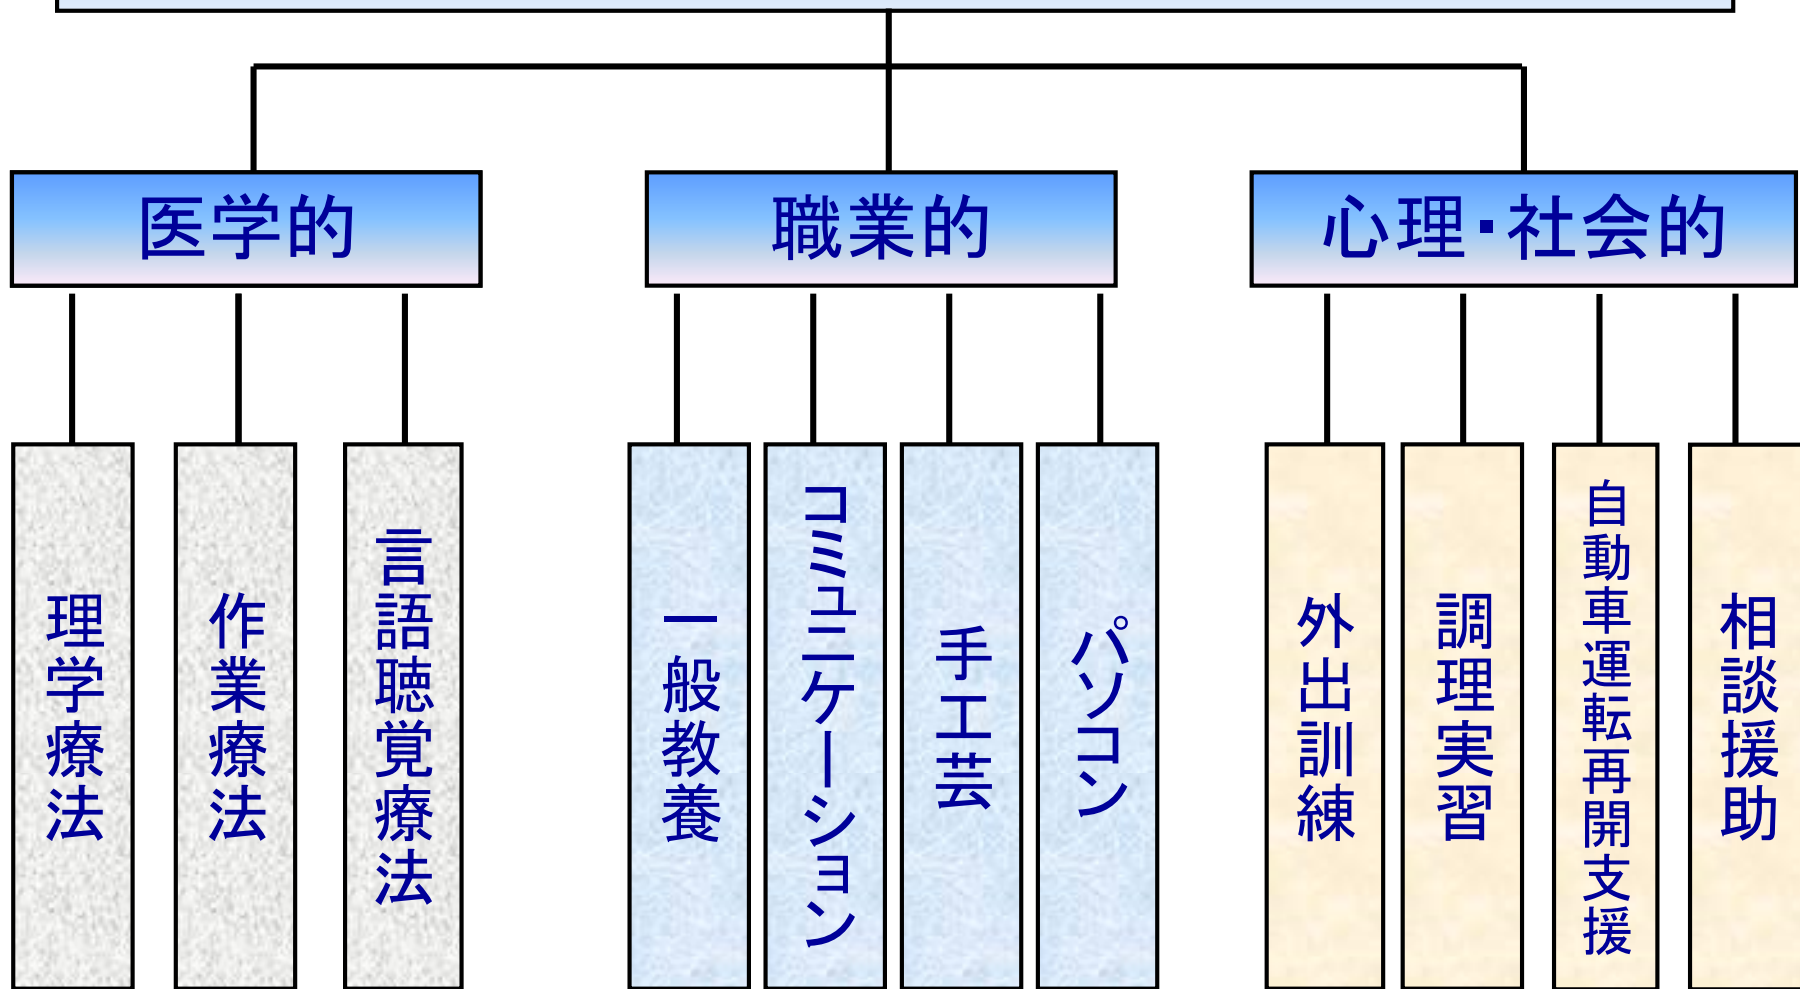 医学的
職業的
心理・社会的
理学療法
作業療法
言語聴覚療法
一般教養
コミュニケーション
手工芸
パソコン
外出訓練
調理実習
自動車運転再開支援
相談援助